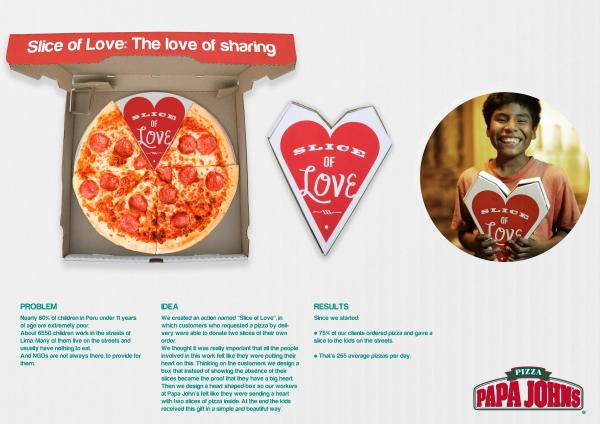 Slice of Love: The love of sharing
SLICE
OF
LOVE
SLICE
OF
LOVE
SLICE
OF
LOVE
PROBLEM
Nearly 60% of children in Peru under 11 years
of age are extremely poor.
About 6550 children work in the streets of
Lima. Many of them live on the streets and
usually have nothing to eat.
And NGOs are not always there, to provide for
them.
IDEA
We created an action named "Slice of Love", in
which customers who requested a pizza by deli-
very were able to donate two slices of their own
order.
We thought it was really important that all the people
involved in this work felt like they were putting their
heart on this. Thinking on the customers we design a
box that instead of showing the absence of their
slices became the proof that they have a big heart.
Then we design a heart shaped box so our workers
at Papa John's felt like they were sending a heart
with two slices of pizza inside. At the end the kids
received this gift in a simple and beautiful way.
RESULTS
Since we started:
● 75% of our clients ordered pizza and gave a
slice to the kids on the streets.
● That's 255 average pizzas per day.
PIZZA
PAPA JOHNS